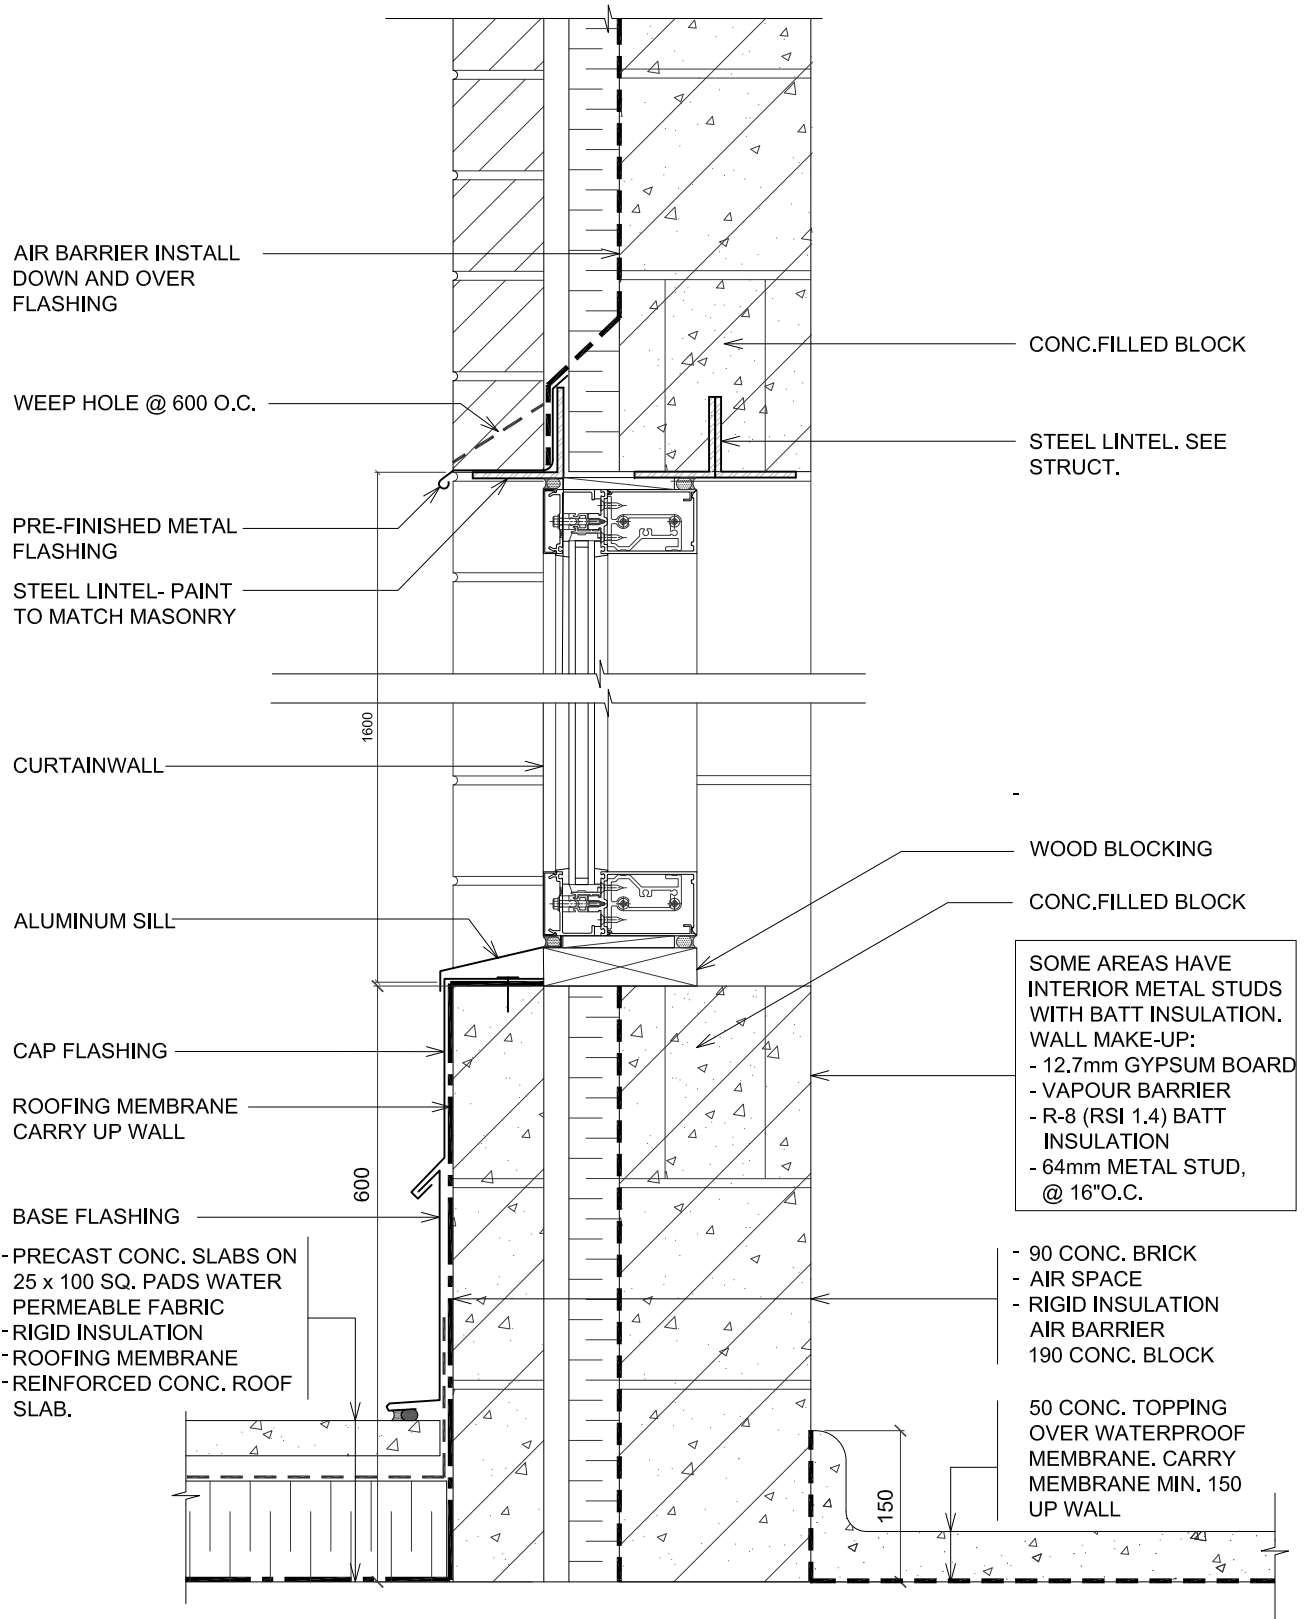 AIR BARRIER INSTALL
DOWN AND OVER
FLASHING
WEEP HOLE @ 600 O.C.
PRE-FINISHED METAL
FLASHING
STEEL LINTEL- PAINT
TO MATCH MASONRY
1600
CURTAINWALL
ALUMINUM SILL
CAP FLASHING
ROOFING MEMBRANE
CARRY UP WALL
600
BASE FLASHING
- PRECAST CONC. SLABS ON
25 x 100 SQ. PADS WATER
PERMEABLE FABRIC
- RIGID INSULATION
- ROOFING MEMBRANE
- REINFORCED CONC. ROOF
SLAB.
CONC.FILLED BLOCK
STEEL LINTEL. SEE
STRUCT.
-
WOOD BLOCKING
CONC.FILLED BLOCK
SOME AREAS HAVE
INTERIOR METAL STUDS
WITH BATT INSULATION.
WALL MAKE-UP:
- 12.7mm GYPSUM BOARD
- VAPOUR BARRIER
- R-8 (RSI 1.4) BATT
INSULATION
- 64mm METAL STUD,
@ 16"O.C.
- 90 CONC. BRICK
- AIR SPACE
- RIGID INSULATION
AIR BARRIER
190 CONC. BLOCK
50 CONC. TOPPING
OVER WATERPROOF
MEMBRANE. CARRY
MEMBRANE MIN. 150
UP WALL
150